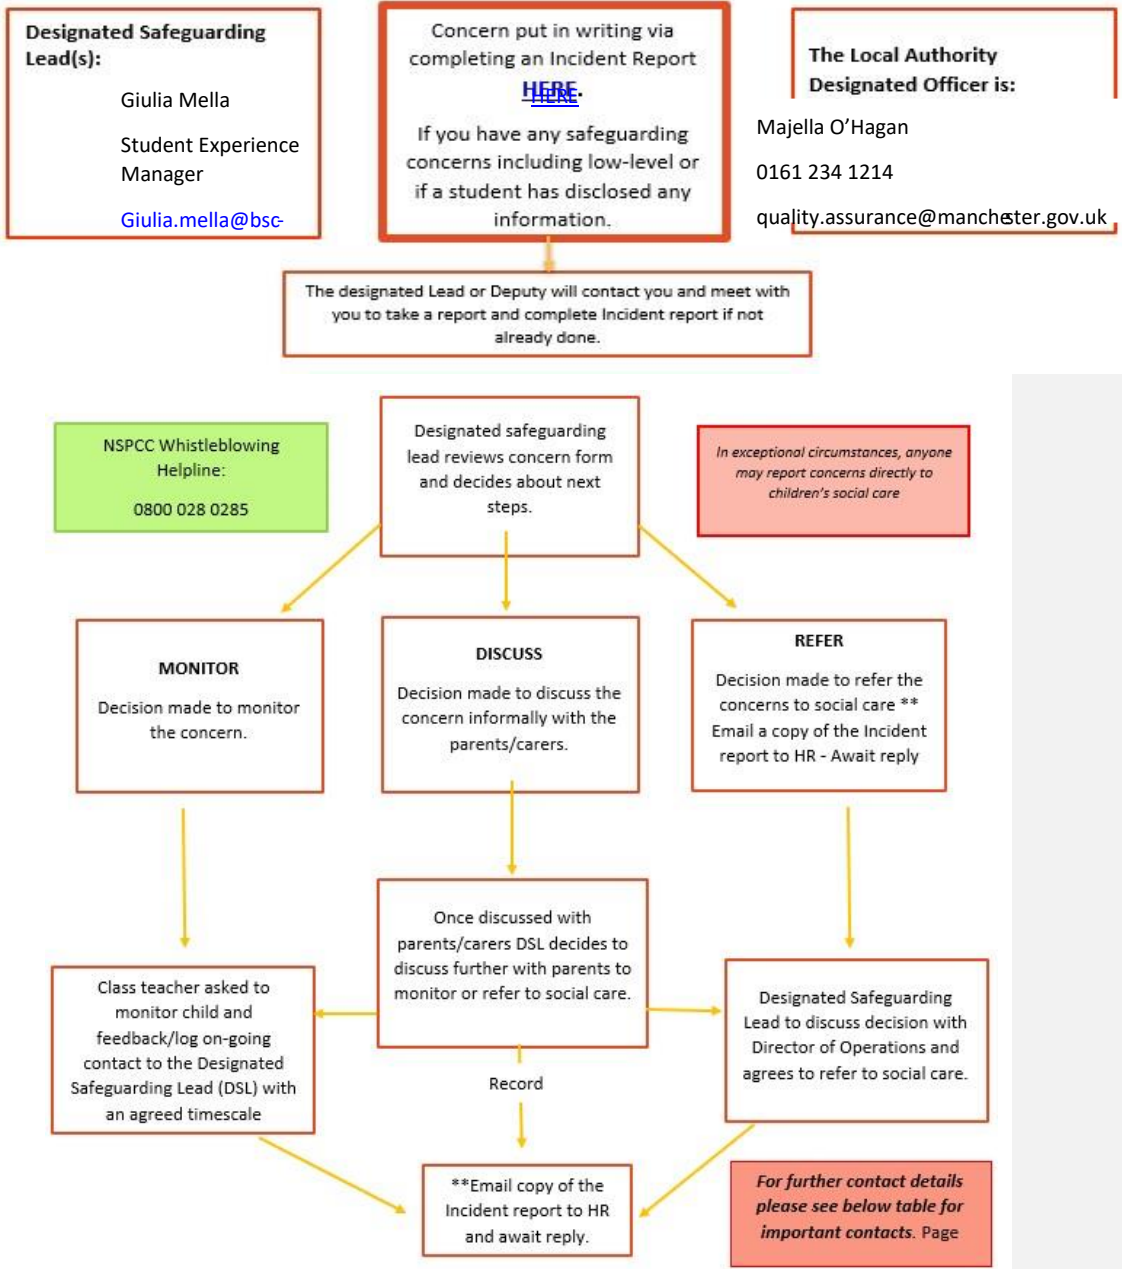 Designated Safeguarding
Lead(s):
Giulia Mella
Student Experience
Manager
Giulia.mella@bsc-
Concern put in writing via
completing an Incident Report
HERE.
HERE
If you have any safeguarding
concerns including low-level or
if a student has disclosed any
information.
The Local Authority
Designated Officer is:
Majella O’Hagan
0161 234 1214
quality.assurance@manchester.gov.uk
The designated Lead or Deputy will contact you and meet with
you to take a report and complete Incident report if not
already done.
NSPCC Whistleblowing
Helpline:
0800 028 0285
Designated safeguarding
lead reviews concern form
and decides about next
steps.
In exceptional circumstances, anyone
may report concerns directly to
children’s social care
MONITOR
Decision made to monitor
the concern.
DISCUSS
Decision made to discuss the
concern informally with the
parents/carers.
REFER
Decision made to refer the
concerns to social care **
Email a copy of the Incident
report to HR - Await reply
Class teacher asked to
monitor child and
feedback/log on-going
contact to the Designated
Safeguarding Lead (DSL) with
an agreed timescale
Once discussed with
parents/carers DSL decides to
discuss further with parents to
monitor or refer to social care.
Designated Safeguarding
Lead to discuss decision with
Director of Operations and
agrees to refer to social care.
Record
**Email copy of the
Incident report to HR
and await reply.
For further contact details
please see below table for
important contacts. Page